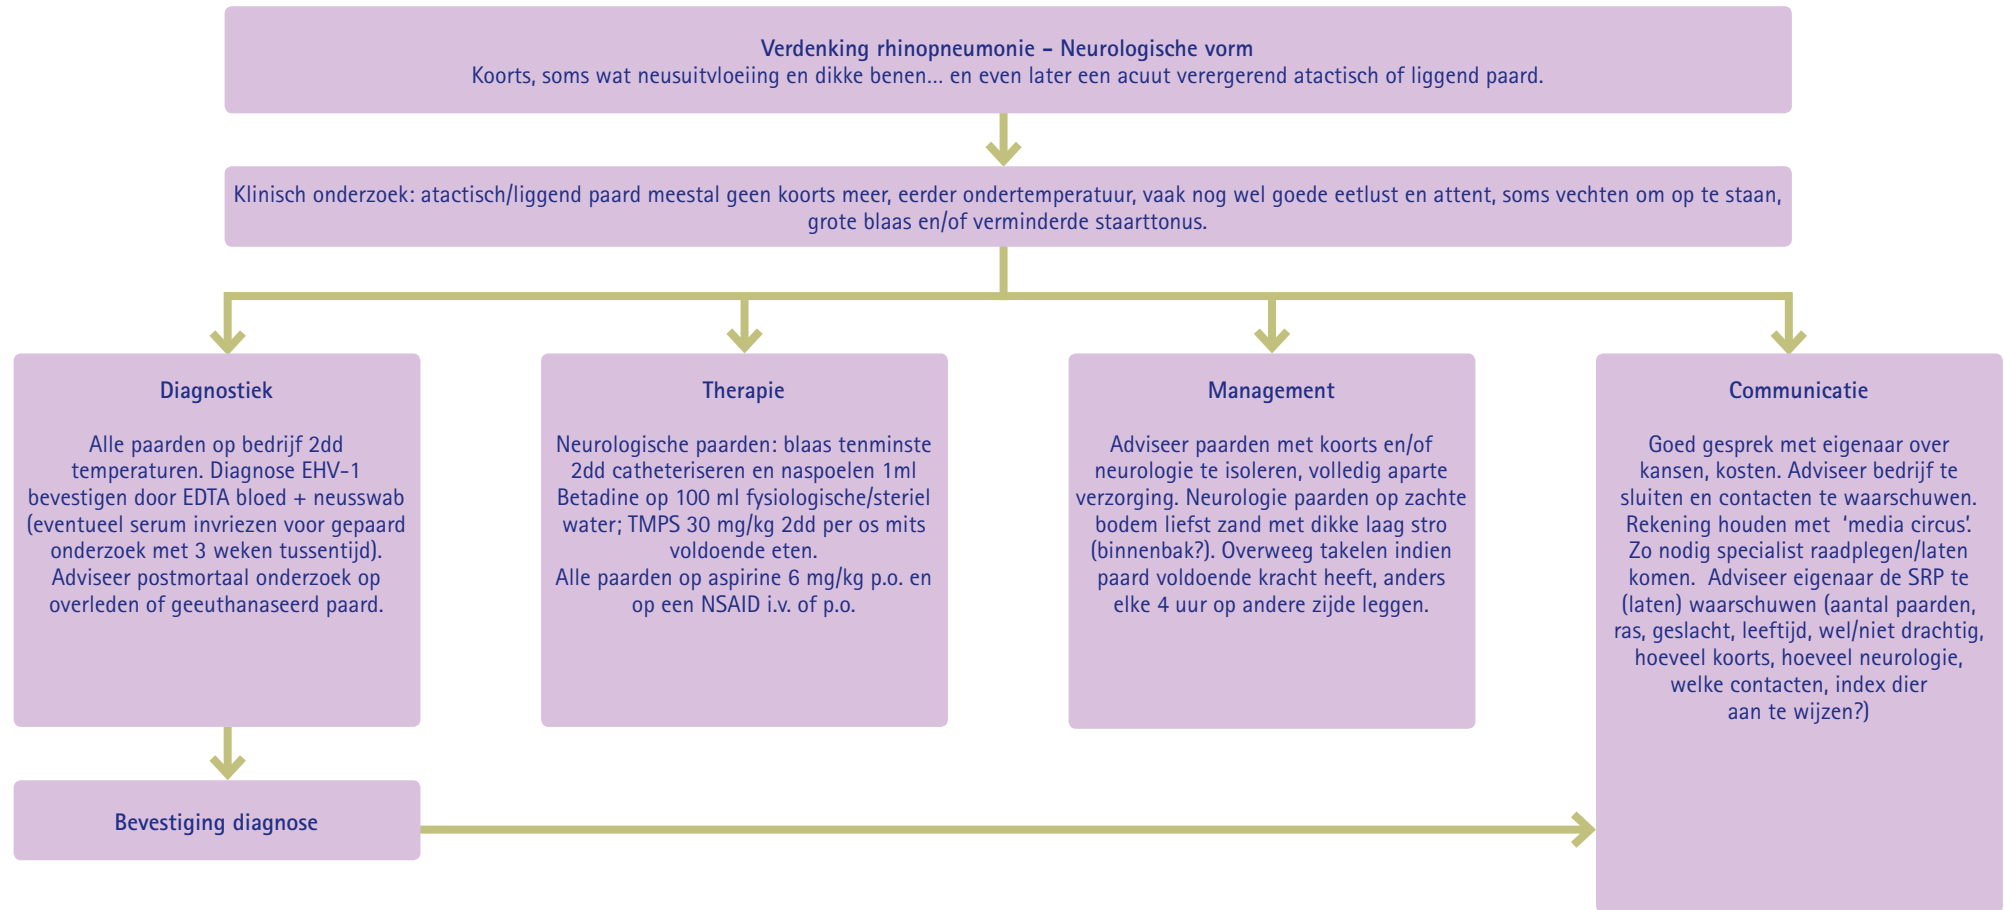 Verdenking rhinopneumonie - Neurologische vorm
Koorts, soms wat neusuitvloeiing en dikke benen... en even later een acuut verergerend atactisch of liggend paard.
Klinisch onderzoek: atactisch/liggend paard meestal geen koorts meer, eerder ondertemperatuur, vaak nog wel goede eetlust en attent, soms vechten om op te staan,
grote blaas en/of verminderde staarttonus.
Diagnostiek
Alle paarden op bedrijf 2dd
temperaturen. Diagnose EHV-1
bevestigen door EDTA bloed + neusswab
(eventueel serum invriezen voor gepaard
onderzoek met 3 weken tussentijd).
Adviseer postmortaal onderzoek op
overleden of geeuthanaseerd paard.
Therapie
Neurologische paarden: blaas tenminste
2dd catheteriseren en naspoelen 1ml
Betadine op 100 ml fysiologische/steriel
water; TMPS 30 mg/kg 2dd per os mits
voldoende eten.
Alle paarden op aspirine 6 mg/kg p.o. en
op een NSAID i.v. of p.o.
Management
Adviseer paarden met koorts en/of
neurologie te isoleren, volledig aparte
verzorging. Neurologie paarden op zachte
bodem liefst zand met dikke laag stro
(binnenbak?). Overweeg takelen indien
paard voldoende kracht heeft, anders
elke 4 uur op andere zijde leggen.
Communicatie
Goed gesprek met eigenaar over
kansen, kosten. Adviseer bedrijf te
sluiten en contacten te waarschuwen.
Rekening houden met 'media circus'.
Zo nodig specialist raadplegen/laten
komen. Adviseer eigenaar de SRP te
(laten) waarschuwen (aantal paarden,
ras, geslacht, leeftijd, wel/niet drachtig,
hoeveel koorts, hoeveel neurologie,
welke contacten, index dier
aan te wijzen?)
Bevestiging diagnose